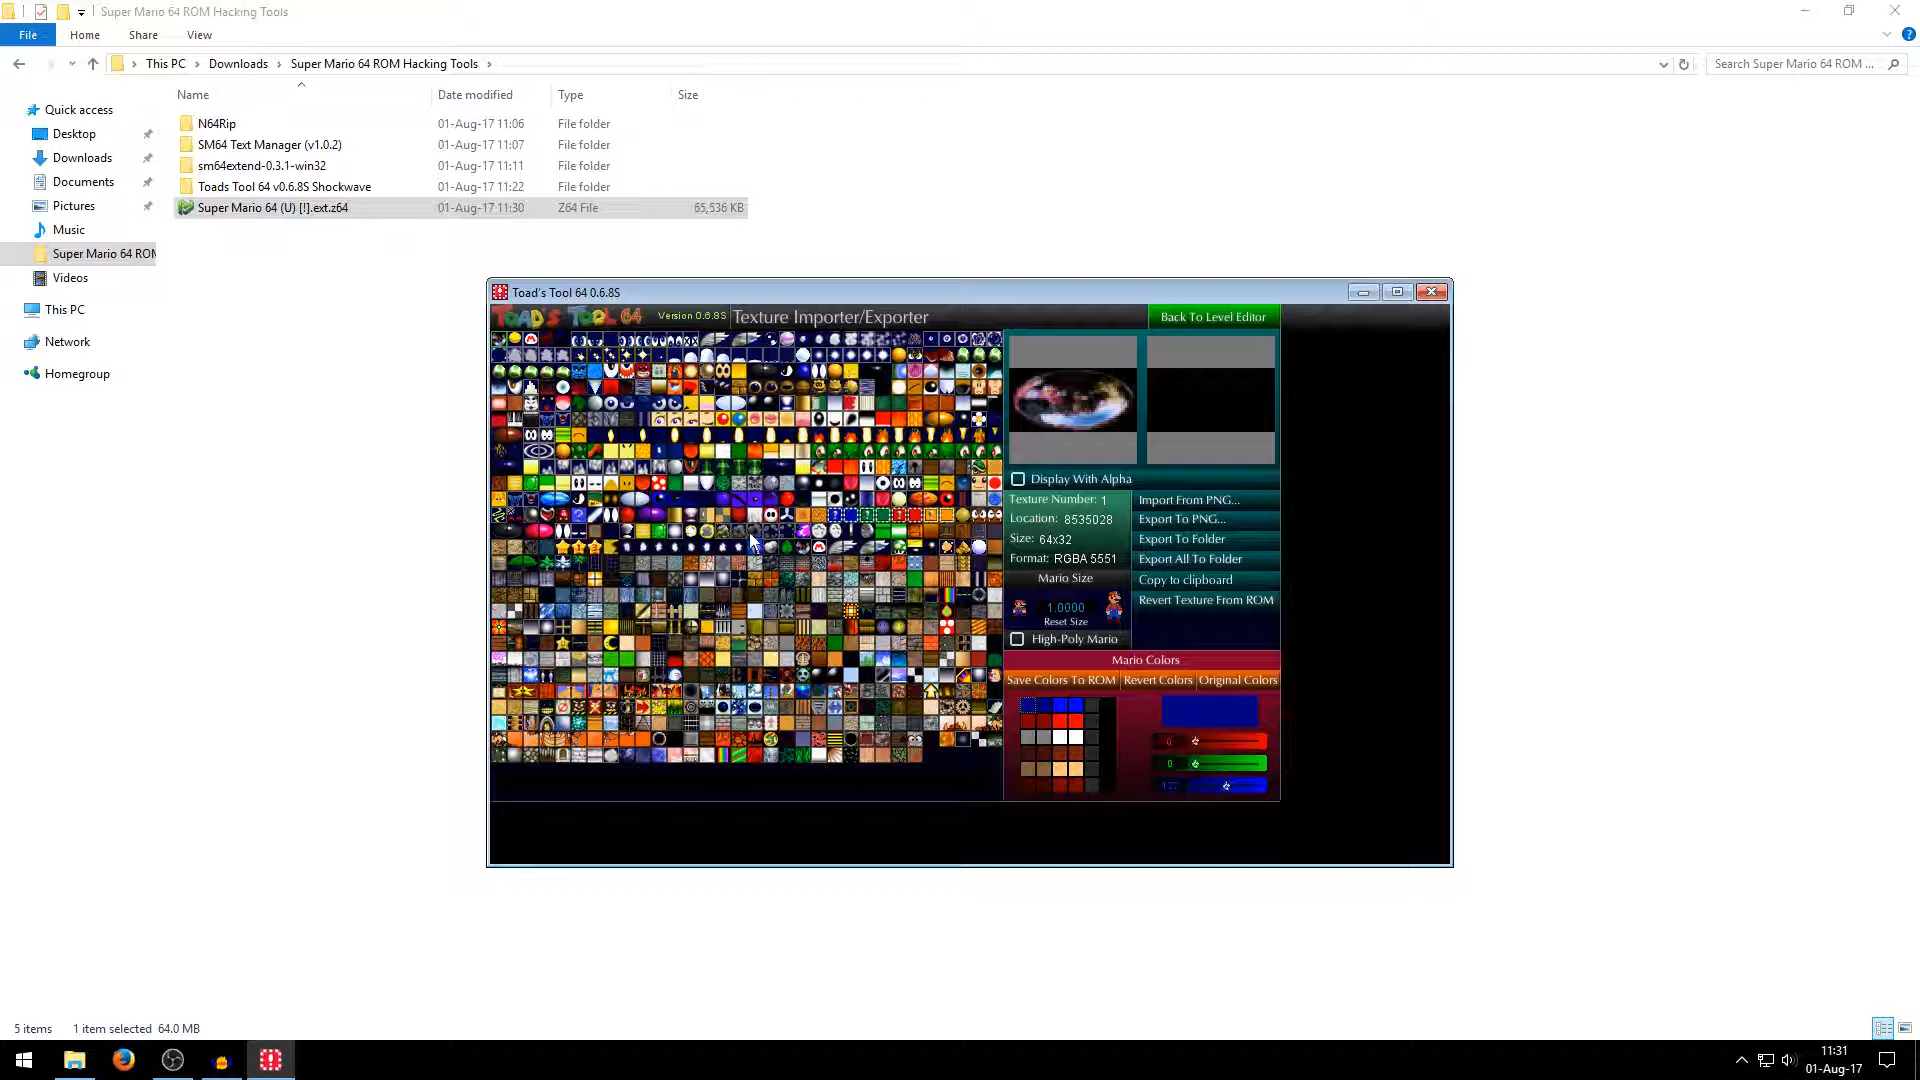 Super Mario 64 ROM Hacking Tools
File Home Share View
This PC Downloads Super Mario 64 ROM Hacking Tools
Search Super Mario 64 ROM ...
Name Date modified Type Size
Quick access
Desktop
Downloads
Documents
Pictures
Music
Super Mario 64 ROM
Videos
This PC
Network
Homegroup
N64Rip 01-Aug-17 11:06 File folder
SM64 Text Manager (v1.0.2) 01-Aug-17 11:07 File folder
sm64extend-0.3.1-win32 01-Aug-17 11:11 File folder
Toads Tool 64 v0.6.8S Shockwave 01-Aug-17 11:22 File folder
Super Mario 64 (U) [!].ext.z64 01-Aug-17 11:30 Z64 File 65,536 KB
Toad's Tool 64 0.6.8S
TOAD'S TOOL 64 Version 0.6.8S Texture Importer/Exporter Back To Level Editor
Display With Alpha
Texture Number: 1
Location: 8535028
Size: 64x32
Format: RGBA 5551
Mario Size
1.0000
Reset Size
High-Poly Mario
Import From PNG...
Export To PNG...
Export To Folder
Export All To Folder
Copy to clipboard
Revert Texture From ROM
Mario Colors
Save Colors To ROM Revert Colors Original Colors
0
0
5 items 1 item selected 64.0 MB
11:31
01-Aug-17